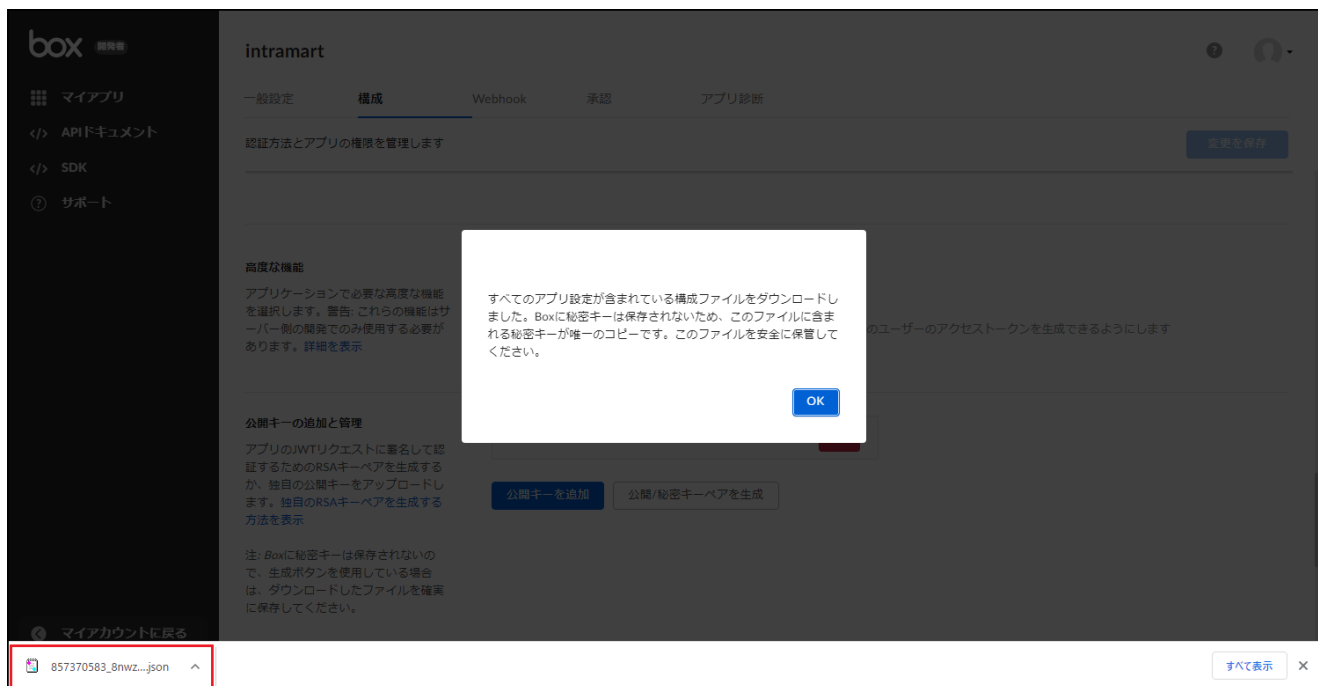 box 開発者
マイアプリ
APIドキュメント
SDK
サポート
マイアカウントに戻る
intramart
一般設定 構成 Webhook 承認 アプリ診断
認証方法とアプリの権限を管理します
変更を保存
高度な機能
アプリケーションで必要な高度な機能
を選択します。警告: これらの機能はサ
ーバー側の開発でのみ使用する必要が
あります。詳細を表示
のユーザーのアクセストークンを生成できるようにします
すべてのアプリ設定が含まれている構成ファイルをダウンロードし
ました。Boxに秘密キーは保存されないため、このファイルに含ま
れる秘密キーが唯一のコピーです。このファイルを安全に保管して
ください。
OK
公開キーの追加と管理
アプリのJWTリクエストに署名して認
証するためのRSAキーペアを生成する
か、独自の公開キーをアップロードし
ます。独自のRSAキーペアを生成する
方法を表示
注: Boxに秘密キーは保存されないの
で、生成ボタンを使用している場合
は、ダウンロードしたファイルを確実
に保存してください。
公開キーを追加
公開/秘密キーペアを生成
857370583_8nwz....json
すべて表示